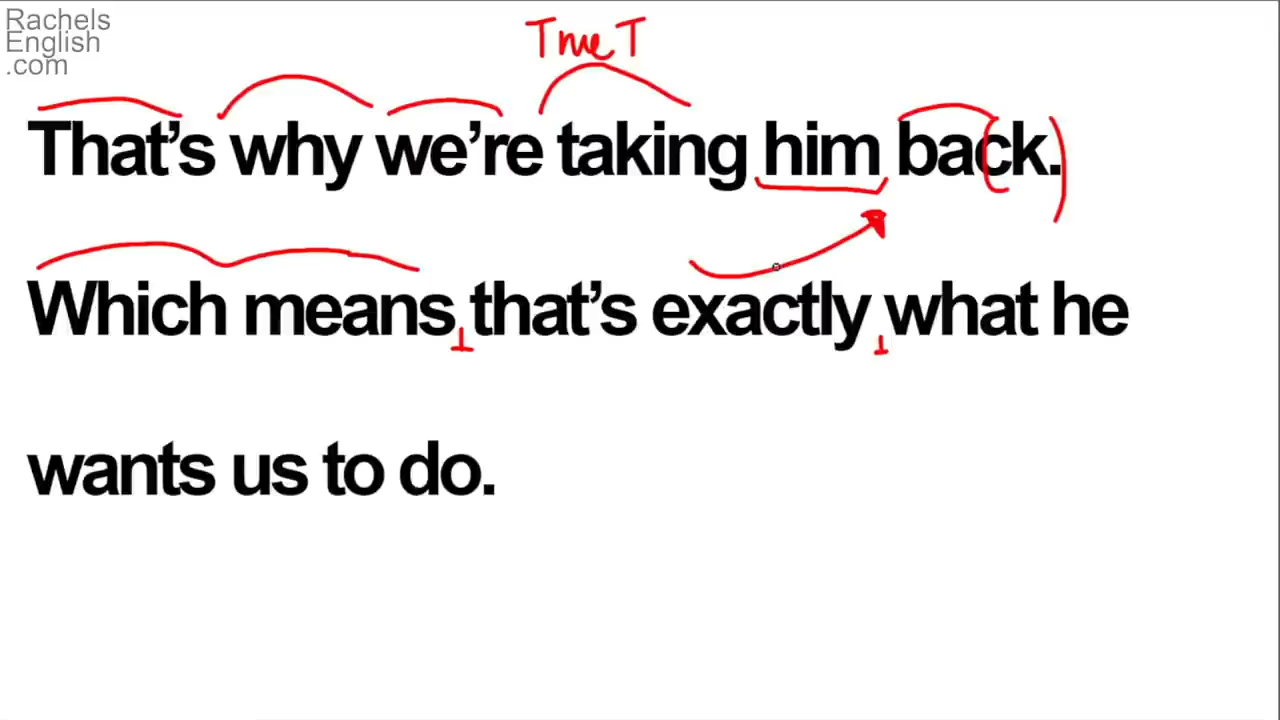 Rachels
English
.com
True T
That's why we're taking him back.
Which means that's exactly what he
wants us to do.